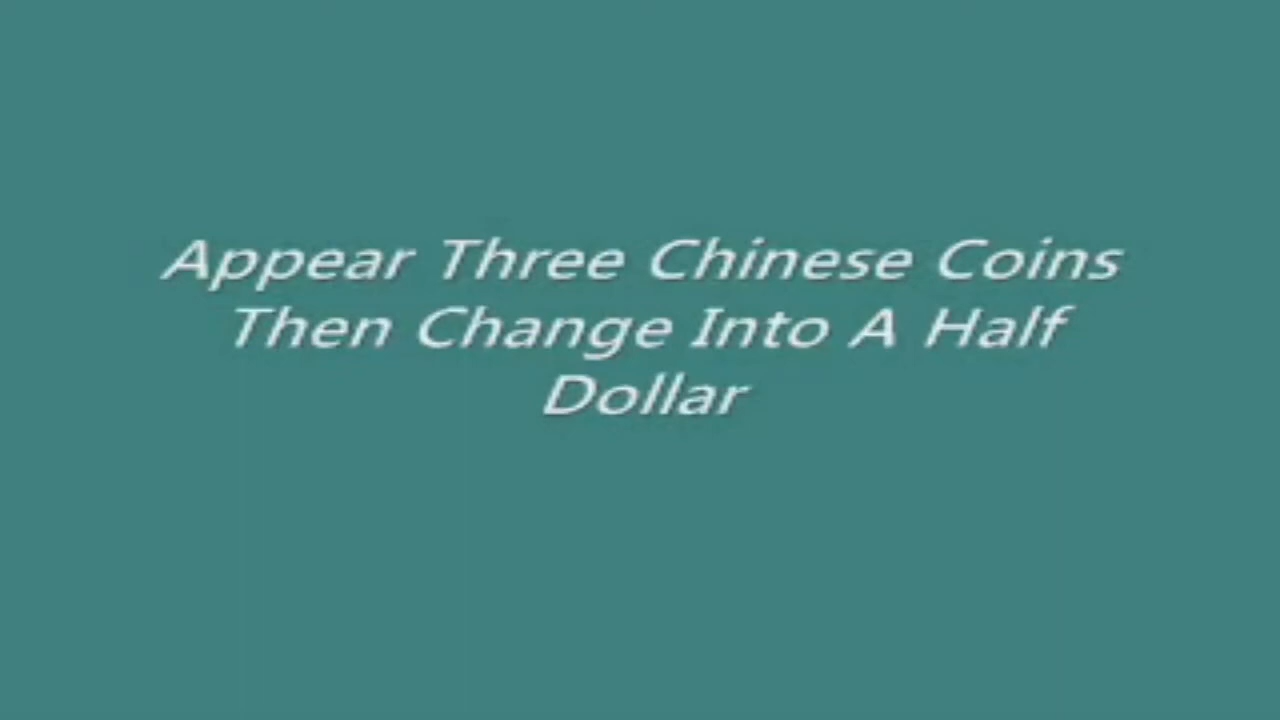 Appear Three Chinese Coins
Then Change Into A Half
Dollar